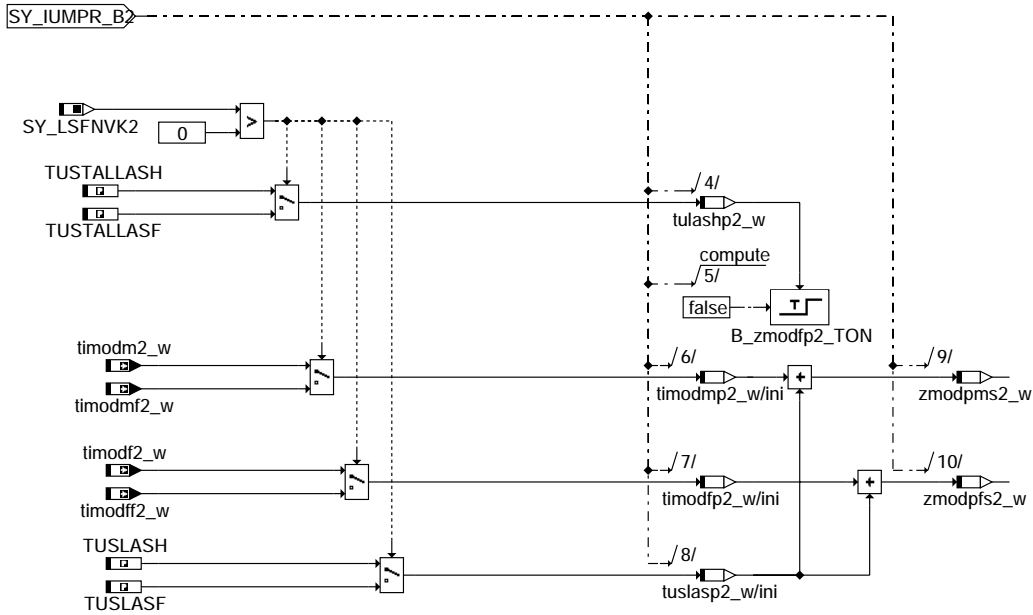 SY_IUMPR_B2
SY_LSFNVK2
0
>
TUSTALLASH
TUSTALLASF
4/
tulashp2_w
compute
5/
false
T
B_zmodfp2_TON
timodm2_w
timodmf2_w
6/
timodmp2_w/ini
+
9/
zmodpms2_w
timodf2_w
timodff2_w
7/
timodfp2_w/ini
+
10/
zmodpfs2_w
TUSLASH
TUSLASF
8/
tuslasp2_w/ini